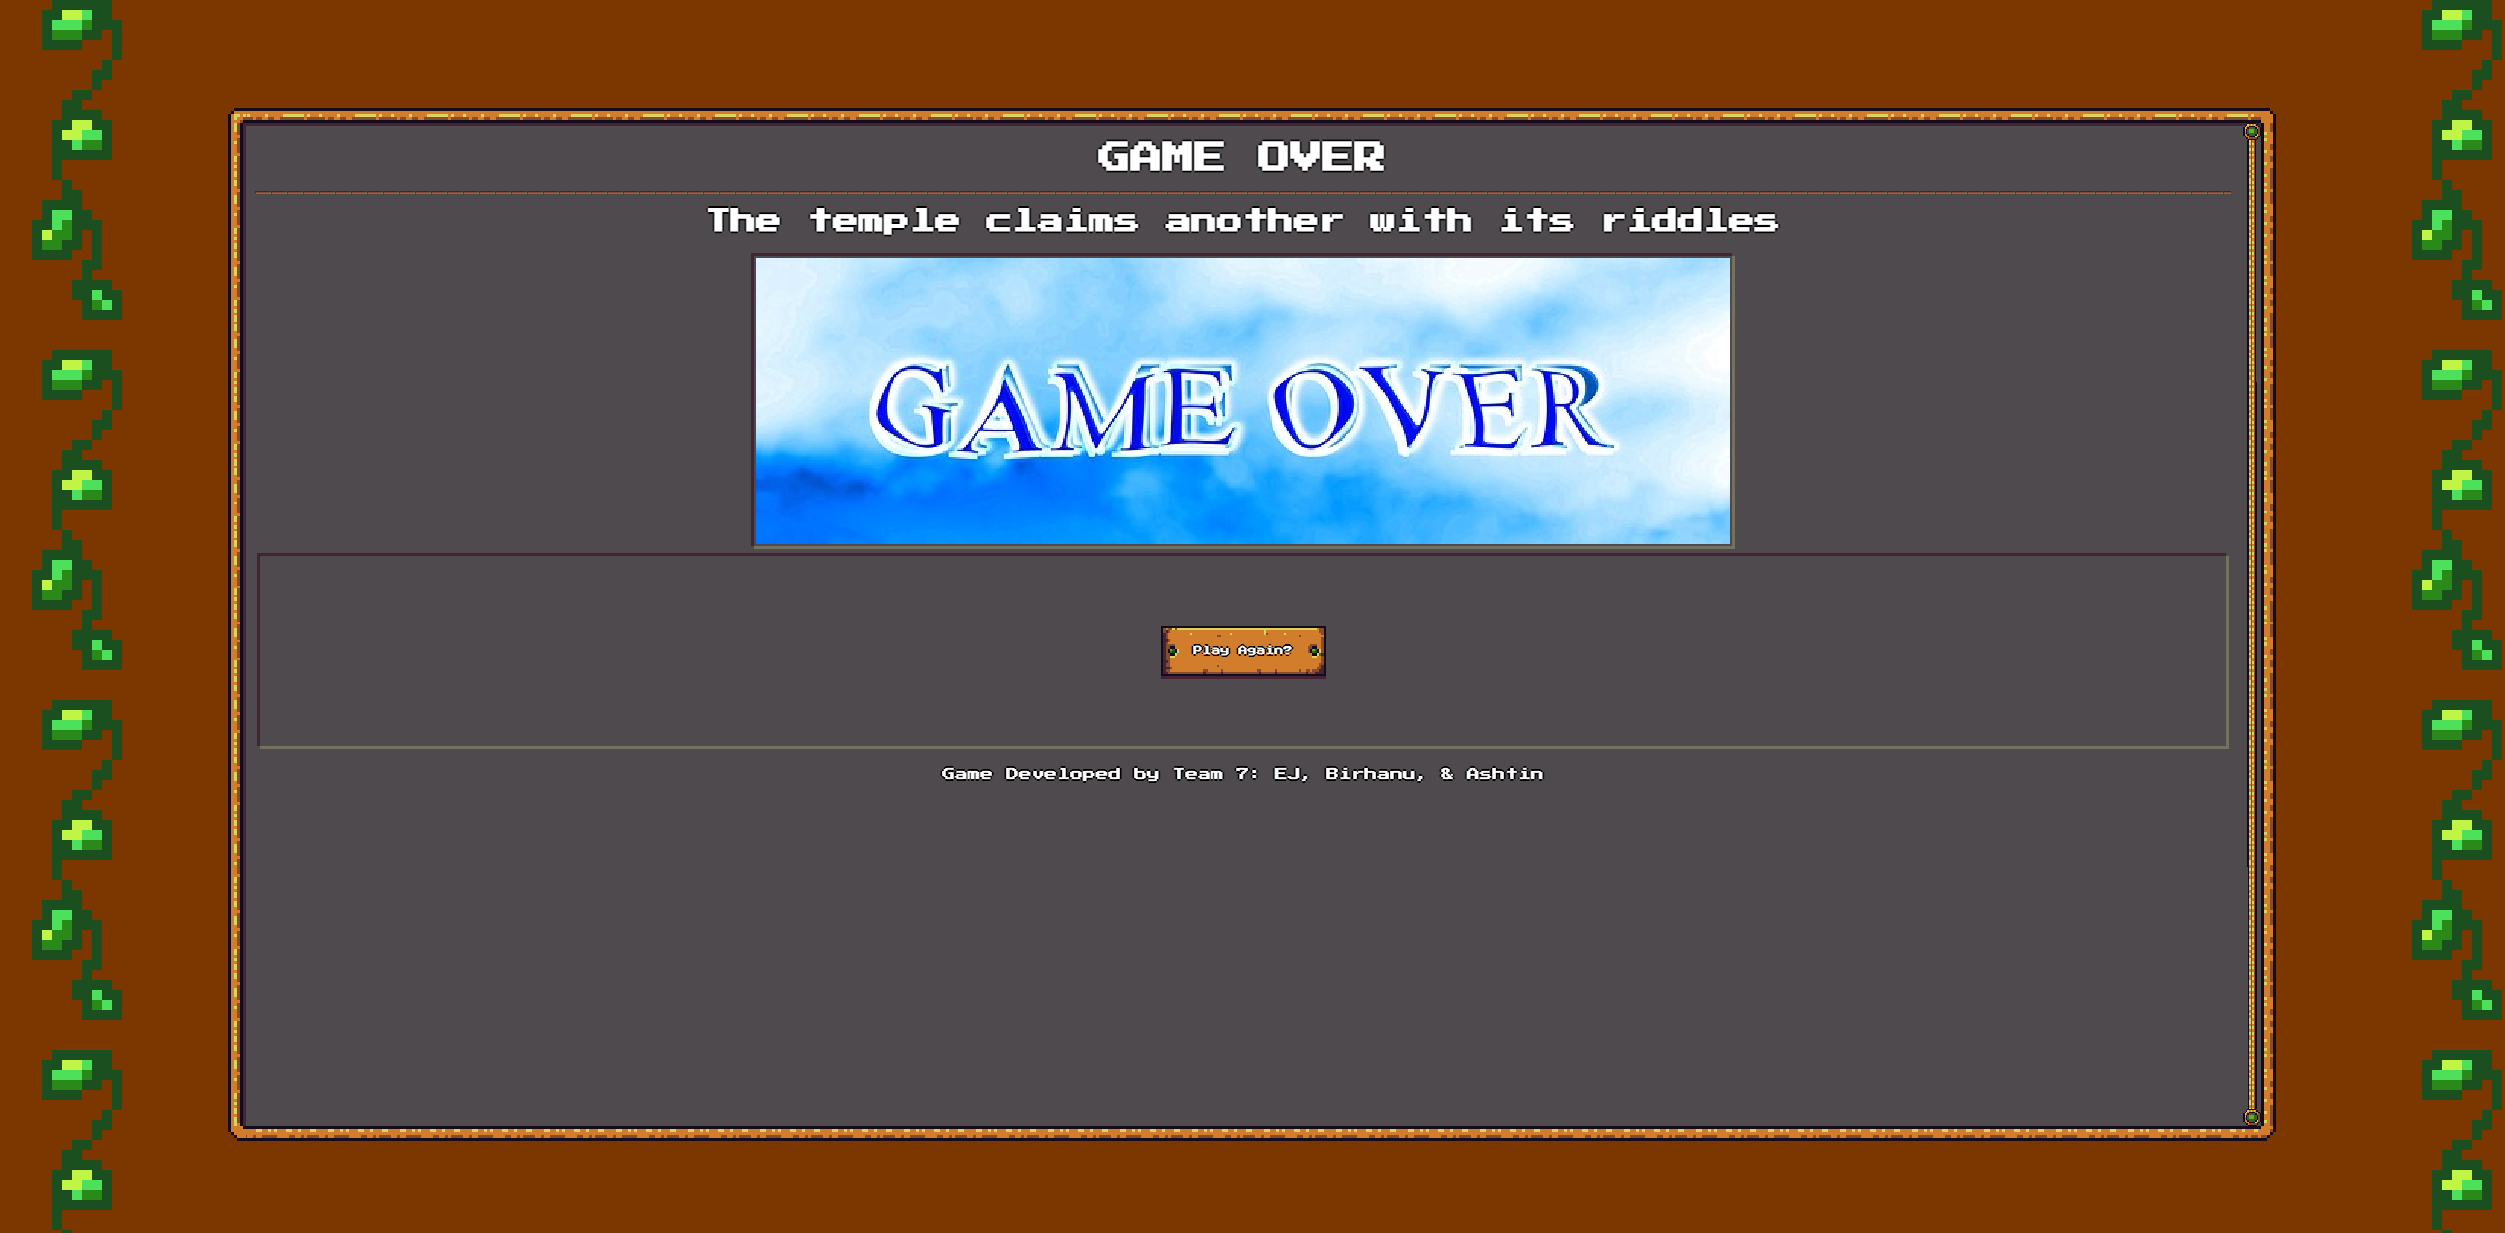 GAME OVER
The temple claims another with its riddles
GAME OVER
Play Again?
Game Developed by Team 7: EJ, Birhanu, & Ashtin